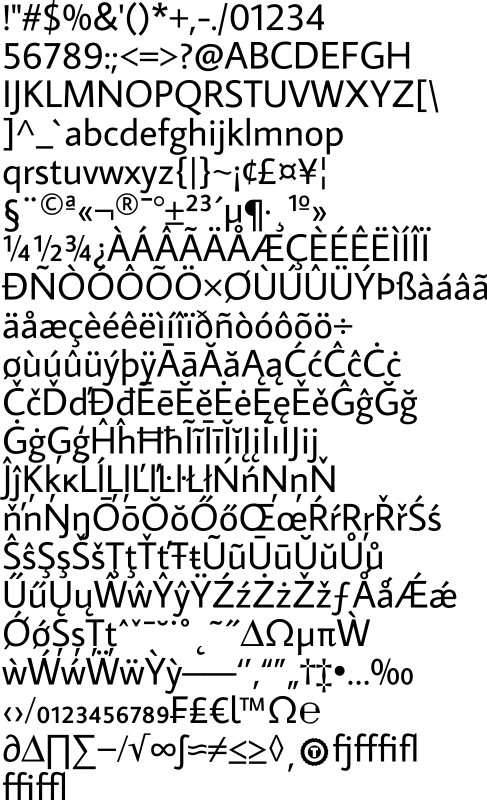 !"#$%&'()*+,-./01234
56789:;<=>?@ABCDEFGH
IJKLMNOPQRSTUVWXYZ[\
]^_`abcdefghijklmnop
qrstuvwxyz{|}~¡¢£¤¥¦
§¨©ª«¬®¯°±²³´µ¶·¸¹º»
¼½¾¿ÀÁÂÃÄÅÆÇÈÉÊËÌÍÎÏ
ÐÑÒÓÔÕÖ×ØÙÚÛÜÝÞßàáâã
äåæçèéêëìíîïðñòóôõö÷
øùúûüýþÿĀāĂăĄąĆćĈĉĊċ
ČčĎďĐđĒēĔĕĖėĘęĚěĜĝĞğ
ĠġĢģĤĥĦħĨĩĪīĬĭĮįİıĲĳ
ĴĵĶķĸĹĺĻļĽľĿŀŁłŃńŅņŇ
ňŉŊŋŌōŎŏŐőŒœŔŕŖŗŘřŚś
ŜŝŞşŠšŢţŤťŦŧŨũŪūŬŭŮů
ŰűŲųŴŵŶŷŸŹźŻżŽžƒǺǻǼǽ
ǾǿȘșȚțˆˇˉ˘˙˚˛˜˝ΔΩμπẀ
ẁẂẃẄẅỲỳ–—―‘’‚“”„†‡•…‰
‹›⁄0123456789₣₤€ℓ™Ω℮
∂∆∏∑−∕√∞∫≈≠≤≥◊ fjfffifl
ffiffl